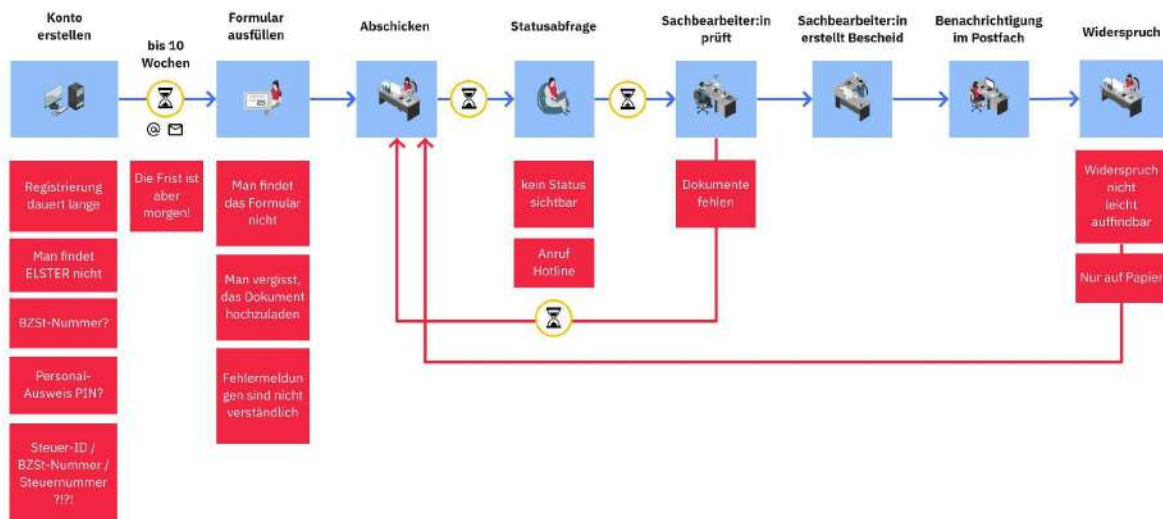 Konto
erstellen
bis 10
Wochen
Formular
ausfüllen
Abschicken
Statusabfrage
Sachbearbeiter:in
prüft
Sachbearbeiter:in
erstellt Bescheid
Benachrichtigung
im Postfach
Widerspruch
@
Registrierung
dauert lange
Man findet
ELSTER nicht
BZSt-Nummer?
Personal-
Ausweis PIN?
Steuer-ID /
BZSt-Nummer /
Steuernummer
?!?!
Die Frist ist
aber
morgen!
Man findet
das Formular
nicht
Man vergisst,
das Dokument
hochzuladen
Fehlermeldun
gen sind nicht
verständlich
kein Status
sichtbar
Anruf
Hotline
Dokumente
fehlen
Widerspruch
nicht
leicht
auffindbar
Nur auf Papier